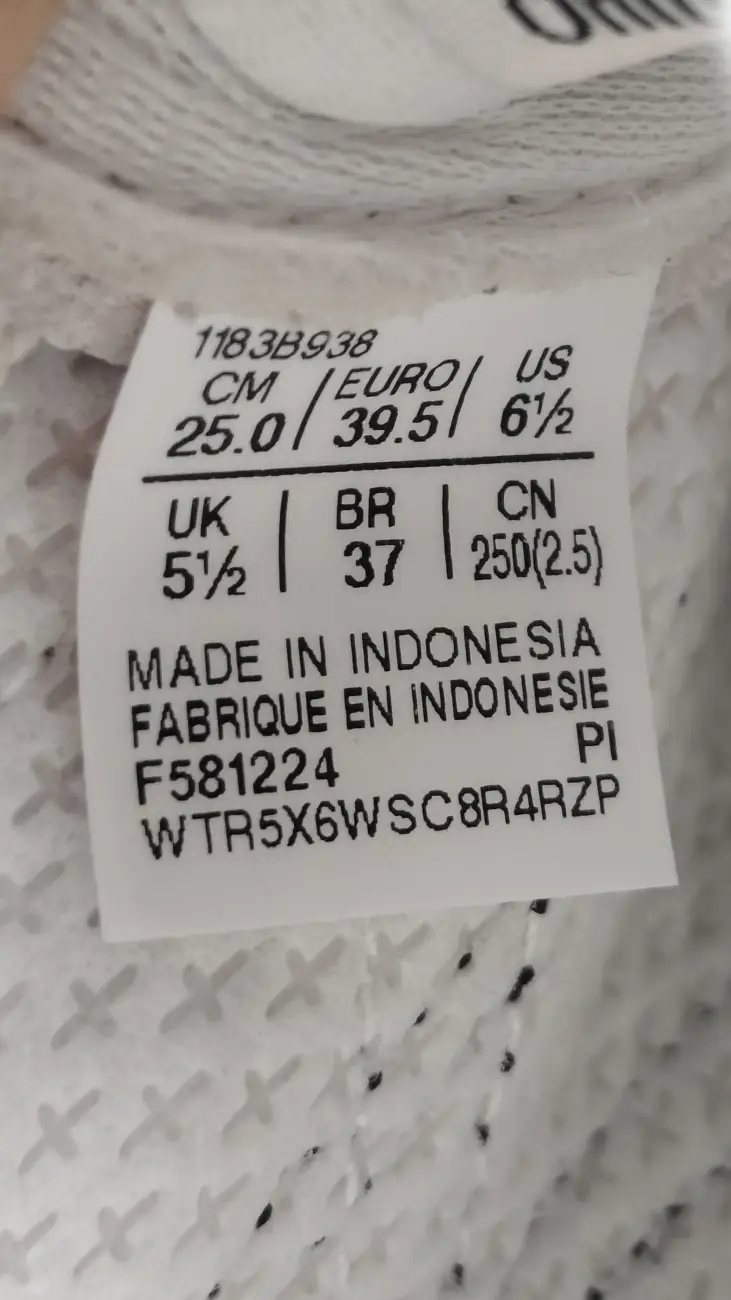 1183B938
CM / EURO / US
25.0 / 39.5 / 6½
UK | BR | CN
5½ | 37 | 250(2.5)
MADE IN INDONESIA
FABRIQUE EN INDONESIE
F581224 PI
WTR5X6WSC8R4RZP